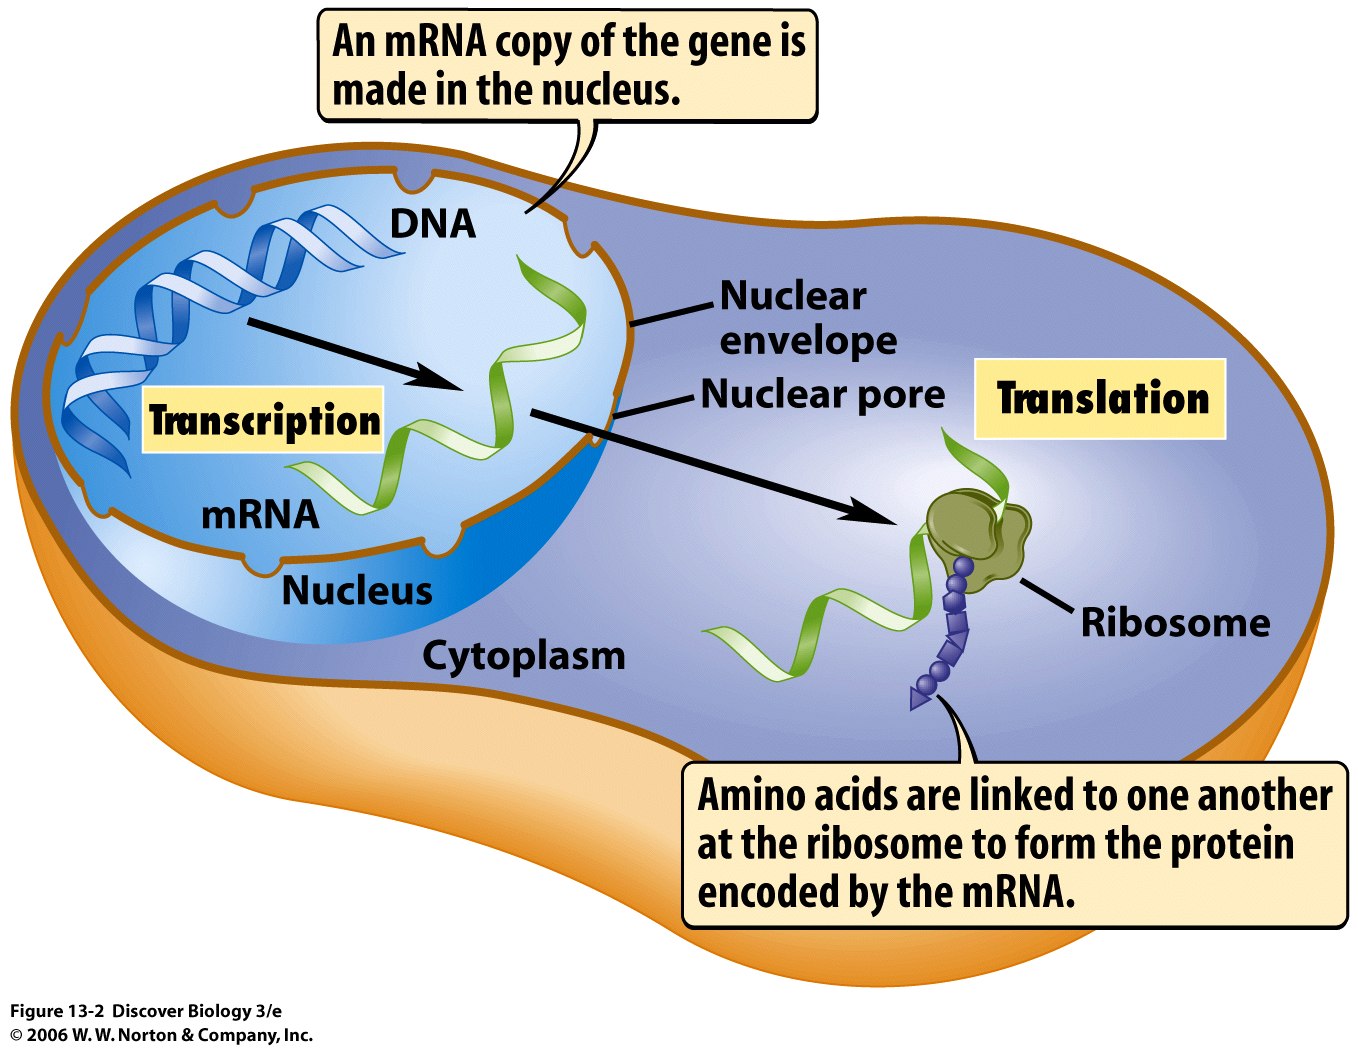 An mRNA copy of the gene is
made in the nucleus.
DNA
Nuclear
envelope
Nuclear pore
Translation
Transcription
mRNA
Nucleus
Cytoplasm
Ribosome
Amino acids are linked to one another
at the ribosome to form the protein
encoded by the mRNA.
Figure 13-2 Discover Biology 3/e
© 2006 W. W. Norton & Company, Inc.